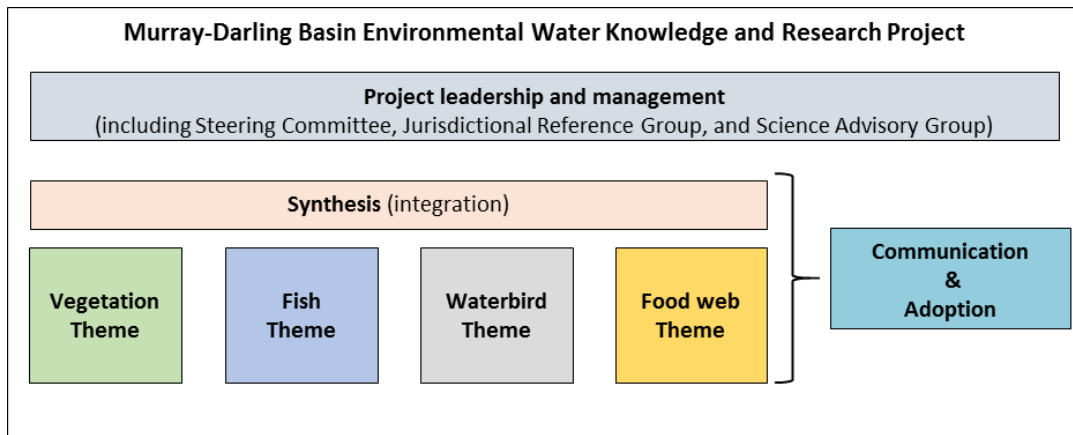 Murray-Darling Basin Environmental Water Knowledge and Research Project
Project leadership and management
(including Steering Committee, Jurisdictional Reference Group, and Science Advisory Group)
Synthesis (integration)
Vegetation
Theme
Fish
Theme
Waterbird
Theme
Food web
Theme
Communication
&
Adoption